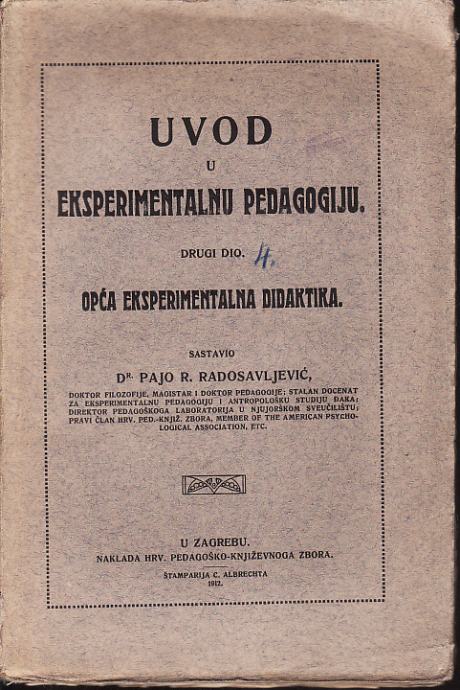 UVOD
U
EKSPERIMENTALNU PEDAGOGIJU.
DRUGI DIO. 4.
OPĆA EKSPERIMENTALNA DIDAKTIKA.
SASTAVIO
DR. PAJO R. RADOSAVLJEVIĆ,
DOKTOR FILOZOFIJE, MAGISTAR I DOKTOR PEDAGOGIJE; STALAN DOCENAT
ZA EKSPERIMENTALNU PEDAGOGIJU I ANTROPOLOŠKU STUDIJU ĐAKA;
DIREKTOR PEDAGOŠKOGA LABORATORIJA U NJUJORŠKOM SVEUČILIŠTU;
PRAVI ČLAN HRV. PED.-KNJIŽ. ZBORA, MEMBER OF THE AMERICAN PSYCHO-
LOGICAL ASSOCIATION, ETC.
U ZAGREBU.
NAKLADA HRV. PEDAGOŠKO-KNJIŽEVNOGA ZBORA.
ŠTAMPARIJA C. ALBRECHTA
1912.